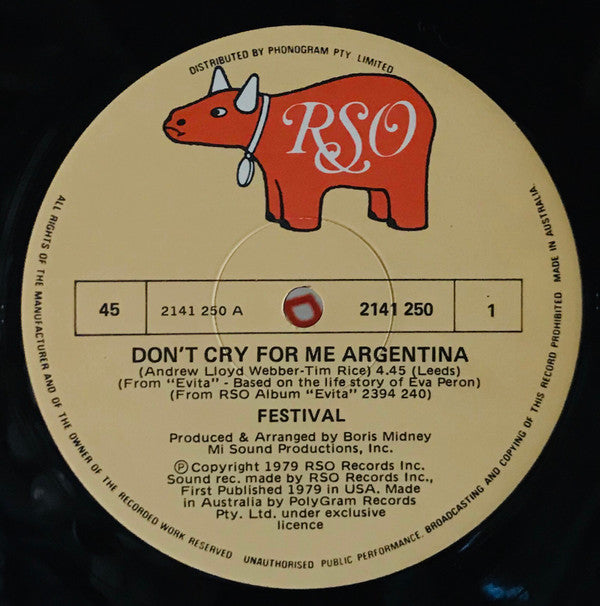 DISTRIBUTED BY PHONOGRAM PTY LIMITED
RSO
45
2141 250 A
2141 250
1
DON'T CRY FOR ME ARGENTINA
(Andrew Lloyd Webber-Tim Rice) 4.45 (Leeds)
(From "Evita" - Based on the life story of Eva Peron)
(From RSO Album "Evita" 2394 240)
FESTIVAL
Produced & Arranged by Boris Midney
Mi Sound Productions, Inc.
Ⓟ Copyright 1979 RSO Records Inc.
Sound rec. made by RSO Records Inc.,
First Published 1979 in USA. Made
in Australia by PolyGram Records
Pty. Ltd. under exclusive
licence
ALL RIGHTS OF THE MANUFACTURER AND OF THE OWNER OF THE RECORDED WORK RESERVED UNAUTHORISED PUBLIC PERFORMANCE, BROADCASTING AND COPYING OF THIS RECORD PROHIBITED MADE IN AUSTRALIA.